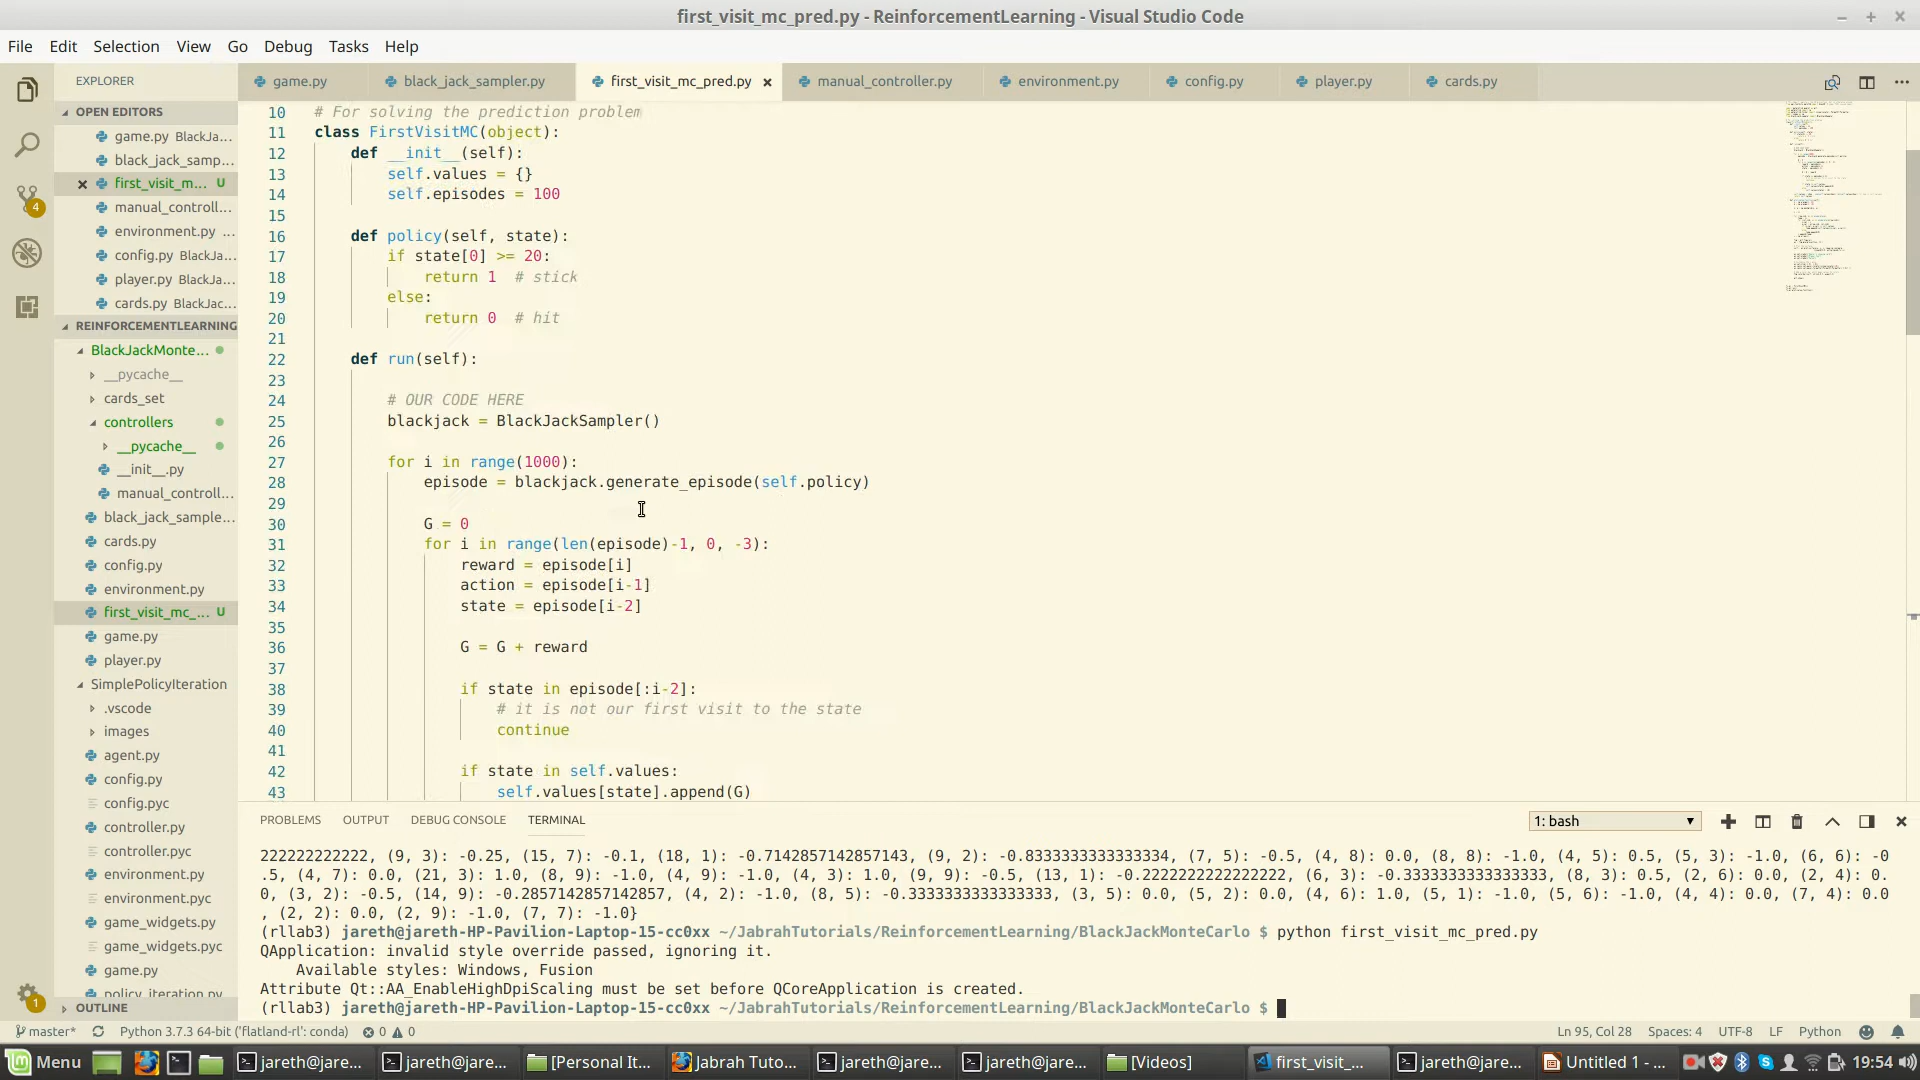 first_visit_mc_pred.py - ReinforcementLearning - Visual Studio Code
File Edit Selection View Go Debug Tasks Help
EXPLORER
game.py black_jack_sampler.py first_visit_mc_pred.py manual_controller.py environment.py config.py player.py cards.py
OPEN EDITORS
game.py BlackJa...
black_jack_samp...
first_visit_m... U
manual_controll...
environment.py ...
config.py BlackJa...
player.py BlackJa...
cards.py BlackJac...
REINFORCEMENTLEARNING
BlackJackMonte...
__pycache__
cards_set
controllers
__pycache__
__init__.py
manual_controll...
black_jack_sample...
cards.py
config.py
environment.py
first_visit_mc_... U
game.py
player.py
SimplePolicyIteration
.vscode
images
agent.py
config.py
config.pyc
controller.py
controller.pyc
environment.py
environment.pyc
game_widgets.py
game_widgets.pyc
game.py
policy_iteration.py
OUTLINE
4
1
10 # For solving the prediction problem
11 class FirstVisitMC(object):
12 def __init__(self):
13 self.values = {}
14 self.episodes = 100
15
16 def policy(self, state):
17 if state[0] >= 20:
18 return 1 # stick
19 else:
20 return 0 # hit
21
22 def run(self):
23
24 # OUR CODE HERE
25 blackjack = BlackJackSampler()
26
27 for i in range(1000):
28 episode = blackjack.generate_episode(self.policy)
29
30 G = 0
31 for i in range(len(episode)-1, 0, -3):
32 reward = episode[i]
33 action = episode[i-1]
34 state = episode[i-2]
35
36 G = G + reward
37
38 if state in episode[:i-2]:
39 # it is not our first visit to the state
40 continue
41
42 if state in self.values:
43 self.values[state].append(G)
PROBLEMS OUTPUT DEBUG CONSOLE TERMINAL 1: bash
222222222222, (9, 3): -0.25, (15, 7): -0.1, (18, 1): -0.7142857142857143, (9, 2): -0.8333333333333334, (7, 5): -0.5, (4, 8): 0.0, (8, 8): -1.0, (4, 5): 0.5, (5, 3): -1.0, (6, 6): -0
.5, (4, 7): 0.0, (21, 3): 1.0, (8, 9): -1.0, (4, 9): -1.0, (4, 3): 1.0, (9, 9): -0.5, (13, 1): -0.2222222222222222, (6, 3): -0.3333333333333333, (8, 3): 0.5, (2, 6): 0.0, (2, 4): 0.
0, (3, 2): -0.5, (14, 9): -0.2857142857142857, (4, 2): -1.0, (8, 5): -0.3333333333333333, (3, 5): 0.0, (5, 2): 0.0, (4, 6): 1.0, (5, 1): -1.0, (5, 6): -1.0, (4, 4): 0.0, (7, 4): 0.0
, (2, 2): 0.0, (2, 9): -1.0, (7, 7): -1.0}
(rllab3) jareth@jareth-HP-Pavilion-Laptop-15-cc0xx ~/JabrahTutorials/ReinforcementLearning/BlackJackMonteCarlo $ python first_visit_mc_pred.py
QApplication: invalid style override passed, ignoring it.
Available styles: Windows, Fusion
Attribute Qt::AA_EnableHighDpiScaling must be set before QCoreApplication is created.
(rllab3) jareth@jareth-HP-Pavilion-Laptop-15-cc0xx ~/JabrahTutorials/ReinforcementLearning/BlackJackMonteCarlo $
master* Python 3.7.3 64-bit ('flatland-rl': conda) 0 0 Ln 95, Col 28 Spaces: 4 UTF-8 LF Python
Menu jareth@jare... jareth@jare... [Personal It... Jabrah Tuto... jareth@jare... jareth@jare... [Videos] first_visit_... jareth@jare... Untitled 1 - ... 19:54